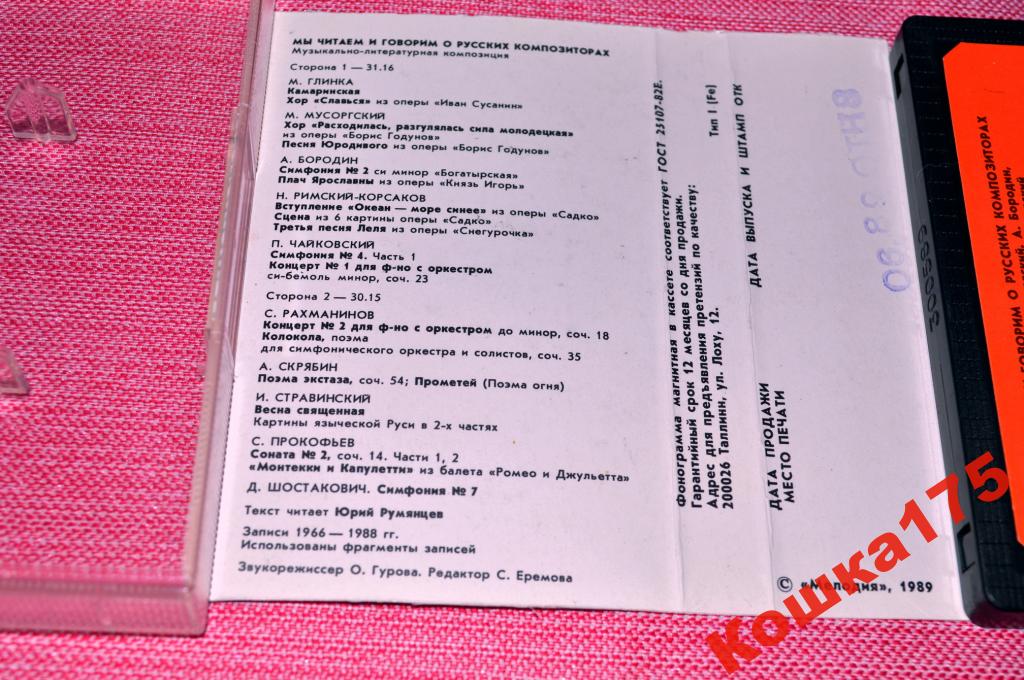 МЫ ЧИТАЕМ И ГОВОРИМ О РУССКИХ КОМПОЗИТОРАХ
Музыкально-литературная композиция
Сторона 1 — 31.16
М. ГЛИНКА
Камаринская
Хор «Славься» из оперы «Иван Сусанин»
М. МУСОРГСКИЙ
Хор «Расходилась, разгулялась сила молодецкая»
из оперы «Борис Годунов»
Песня Юродивого из оперы «Борис Годунов»
А. БОРОДИН
Симфония № 2 си минор «Богатырская»
Плач Ярославны из оперы «Князь Игорь»
Н. РИМСКИЙ-КОРСАКОВ
Вступление «Океан — море синее» из оперы «Садко»
Сцена из 6 картины оперы «Садко»
Третья песня Леля из оперы «Снегурочка»
П. ЧАЙКОВСКИЙ
Симфония № 4. Часть 1
Концерт № 1 для ф-но с оркестром
си-бемоль минор, соч. 23
Сторона 2 — 30.15
С. РАХМАНИНОВ
Концерт № 2 для ф-но с оркестром до минор, соч. 18
Колокола, поэма
для симфонического оркестра и солистов, соч. 35
А. СКРЯБИН
Поэма экстаза, соч. 54; Прометей (Поэма огня)
И. СТРАВИНСКИЙ
Весна священная
Картины языческой Руси в 2-х частях
С. ПРОКОФЬЕВ
Соната № 2, соч. 14. Части 1, 2
«Монтекки и Капулетти» из балета «Ромео и Джульетта»
Д. ШОСТАКОВИЧ. Симфония № 7
Текст читает Юрий Румянцев
Записи 1966 — 1988 гг.
Использованы фрагменты записей
Звукорежиссер О. Гурова. Редактор С. Еремова
Фонограмма магнитная в кассете соответствует ГОСТ 25107-82Е.
Гарантийный срок 12 месяцев со дня продажи.
Адрес для предъявления претензий по качеству:
200026 Таллинн, ул. Лоху, 12.
Тип I (Fe)
ДАТА ВЫПУСКА И ШТАМП ОТК
ДАТА ПРОДАЖИ
МЕСТО ПЕЧАТИ
© «Мелодия», 1989
300589
ГОВОРИМ О РУССКИХ КОМПОЗИТОРАХ
А. Бородин,
Кошка175